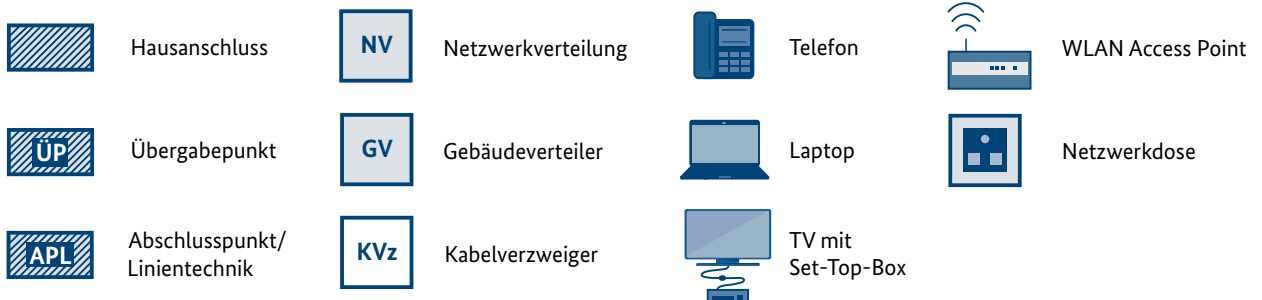 Hausanschluss
NV
Netzwerkverteilung
Telefon
WLAN Access Point
ÜP
Übergabepunkt
GV
Gebäudeverteiler
Laptop
Netzwerkdose
APL
Abschlusspunkt/
Linientechnik
KVz
Kabelverzweiger
TV mit
Set-Top-Box